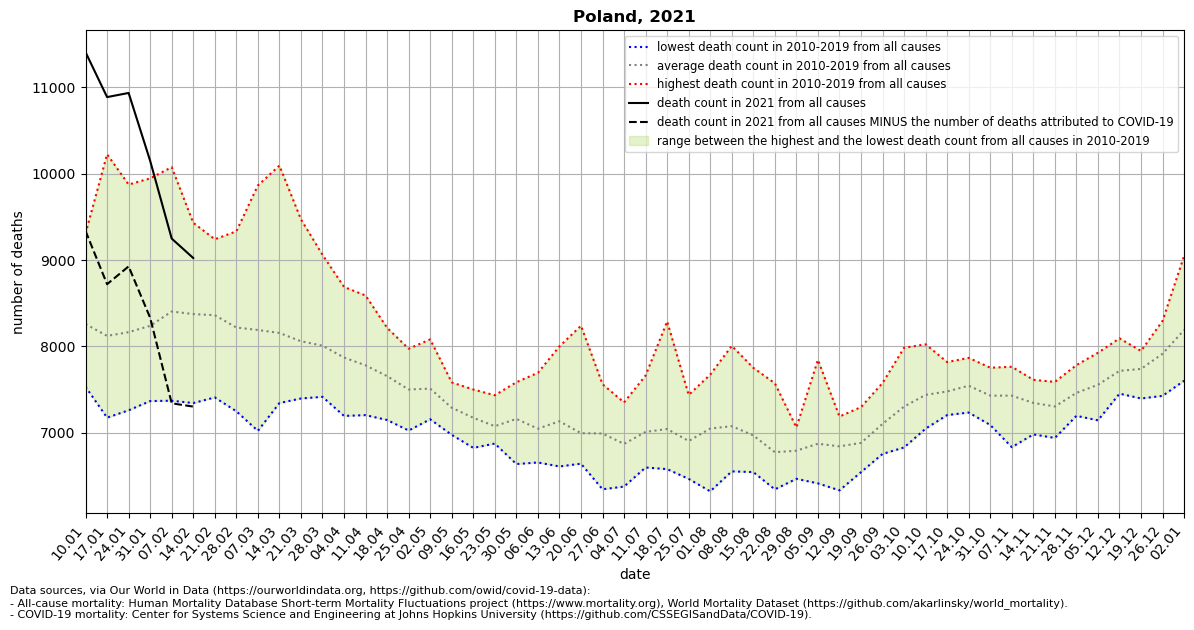 Poland, 2021
lowest death count in 2010-2019 from all causes
average death count in 2010-2019 from all causes
highest death count in 2010-2019 from all causes
death count in 2021 from all causes
death count in 2021 from all causes MINUS the number of deaths attributed to COVID-19
range between the highest and the lowest death count from all causes in 2010-2019
number of deaths
11000
10000
9000
8000
7000
10.01 17.01 24.01 31.01 07.02 14.02 21.02 28.02 07.03 14.03 21.03 28.03 04.04 11.04 18.04 25.04 02.05 09.05 16.05 23.05 30.05 06.06 13.06 20.06 27.06 04.07 11.07 18.07 25.07 01.08 08.08 15.08 22.08 29.08 05.09 12.09 19.09 26.09 03.10 10.10 17.10 24.10 31.10 07.11 14.11 21.11 28.11 05.12 12.12 19.12 26.12 02.01
date
Data sources, via Our World in Data (https://ourworldindata.org, https://github.com/owid/covid-19-data):
- All-cause mortality: Human Mortality Database Short-term Mortality Fluctuations project (https://www.mortality.org), World Mortality Dataset (https://github.com/akarlinsky/world_mortality).
- COVID-19 mortality: Center for Systems Science and Engineering at Johns Hopkins University (https://github.com/CSSEGISandData/COVID-19).